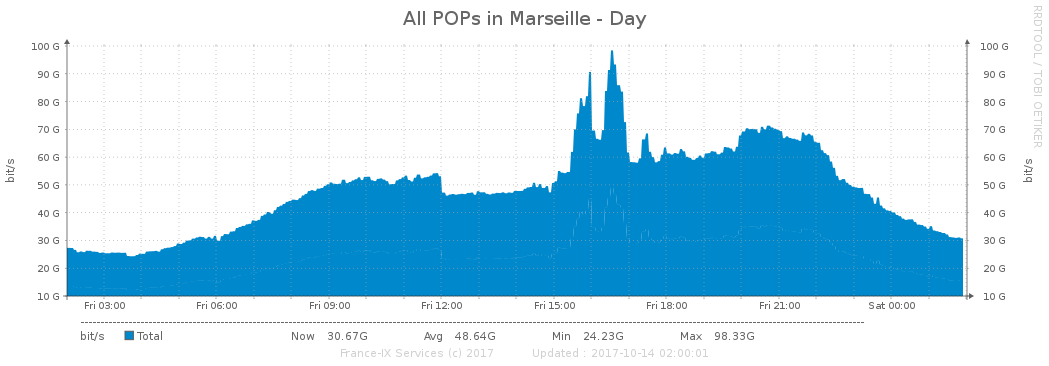 All POPs in Marseille - Day
RRDTOOL / TOBI OETIKER
100 G 100 G
90 G 90 G
80 G 80 G
70 G 70 G
60 G 60 G
50 G 50 G
40 G 40 G
30 G 30 G
20 G 20 G
10 G 10 G
bit/s
bit/s
Fri 03:00 Fri 06:00 Fri 09:00 Fri 12:00 Fri 15:00 Fri 18:00 Fri 21:00 Sat 00:00
bit/s Total Now 30.67G Avg 48.64G Min 24.23G Max 98.33G
France-IX Services (c) 2017 Updated : 2017-10-14 02:00:01